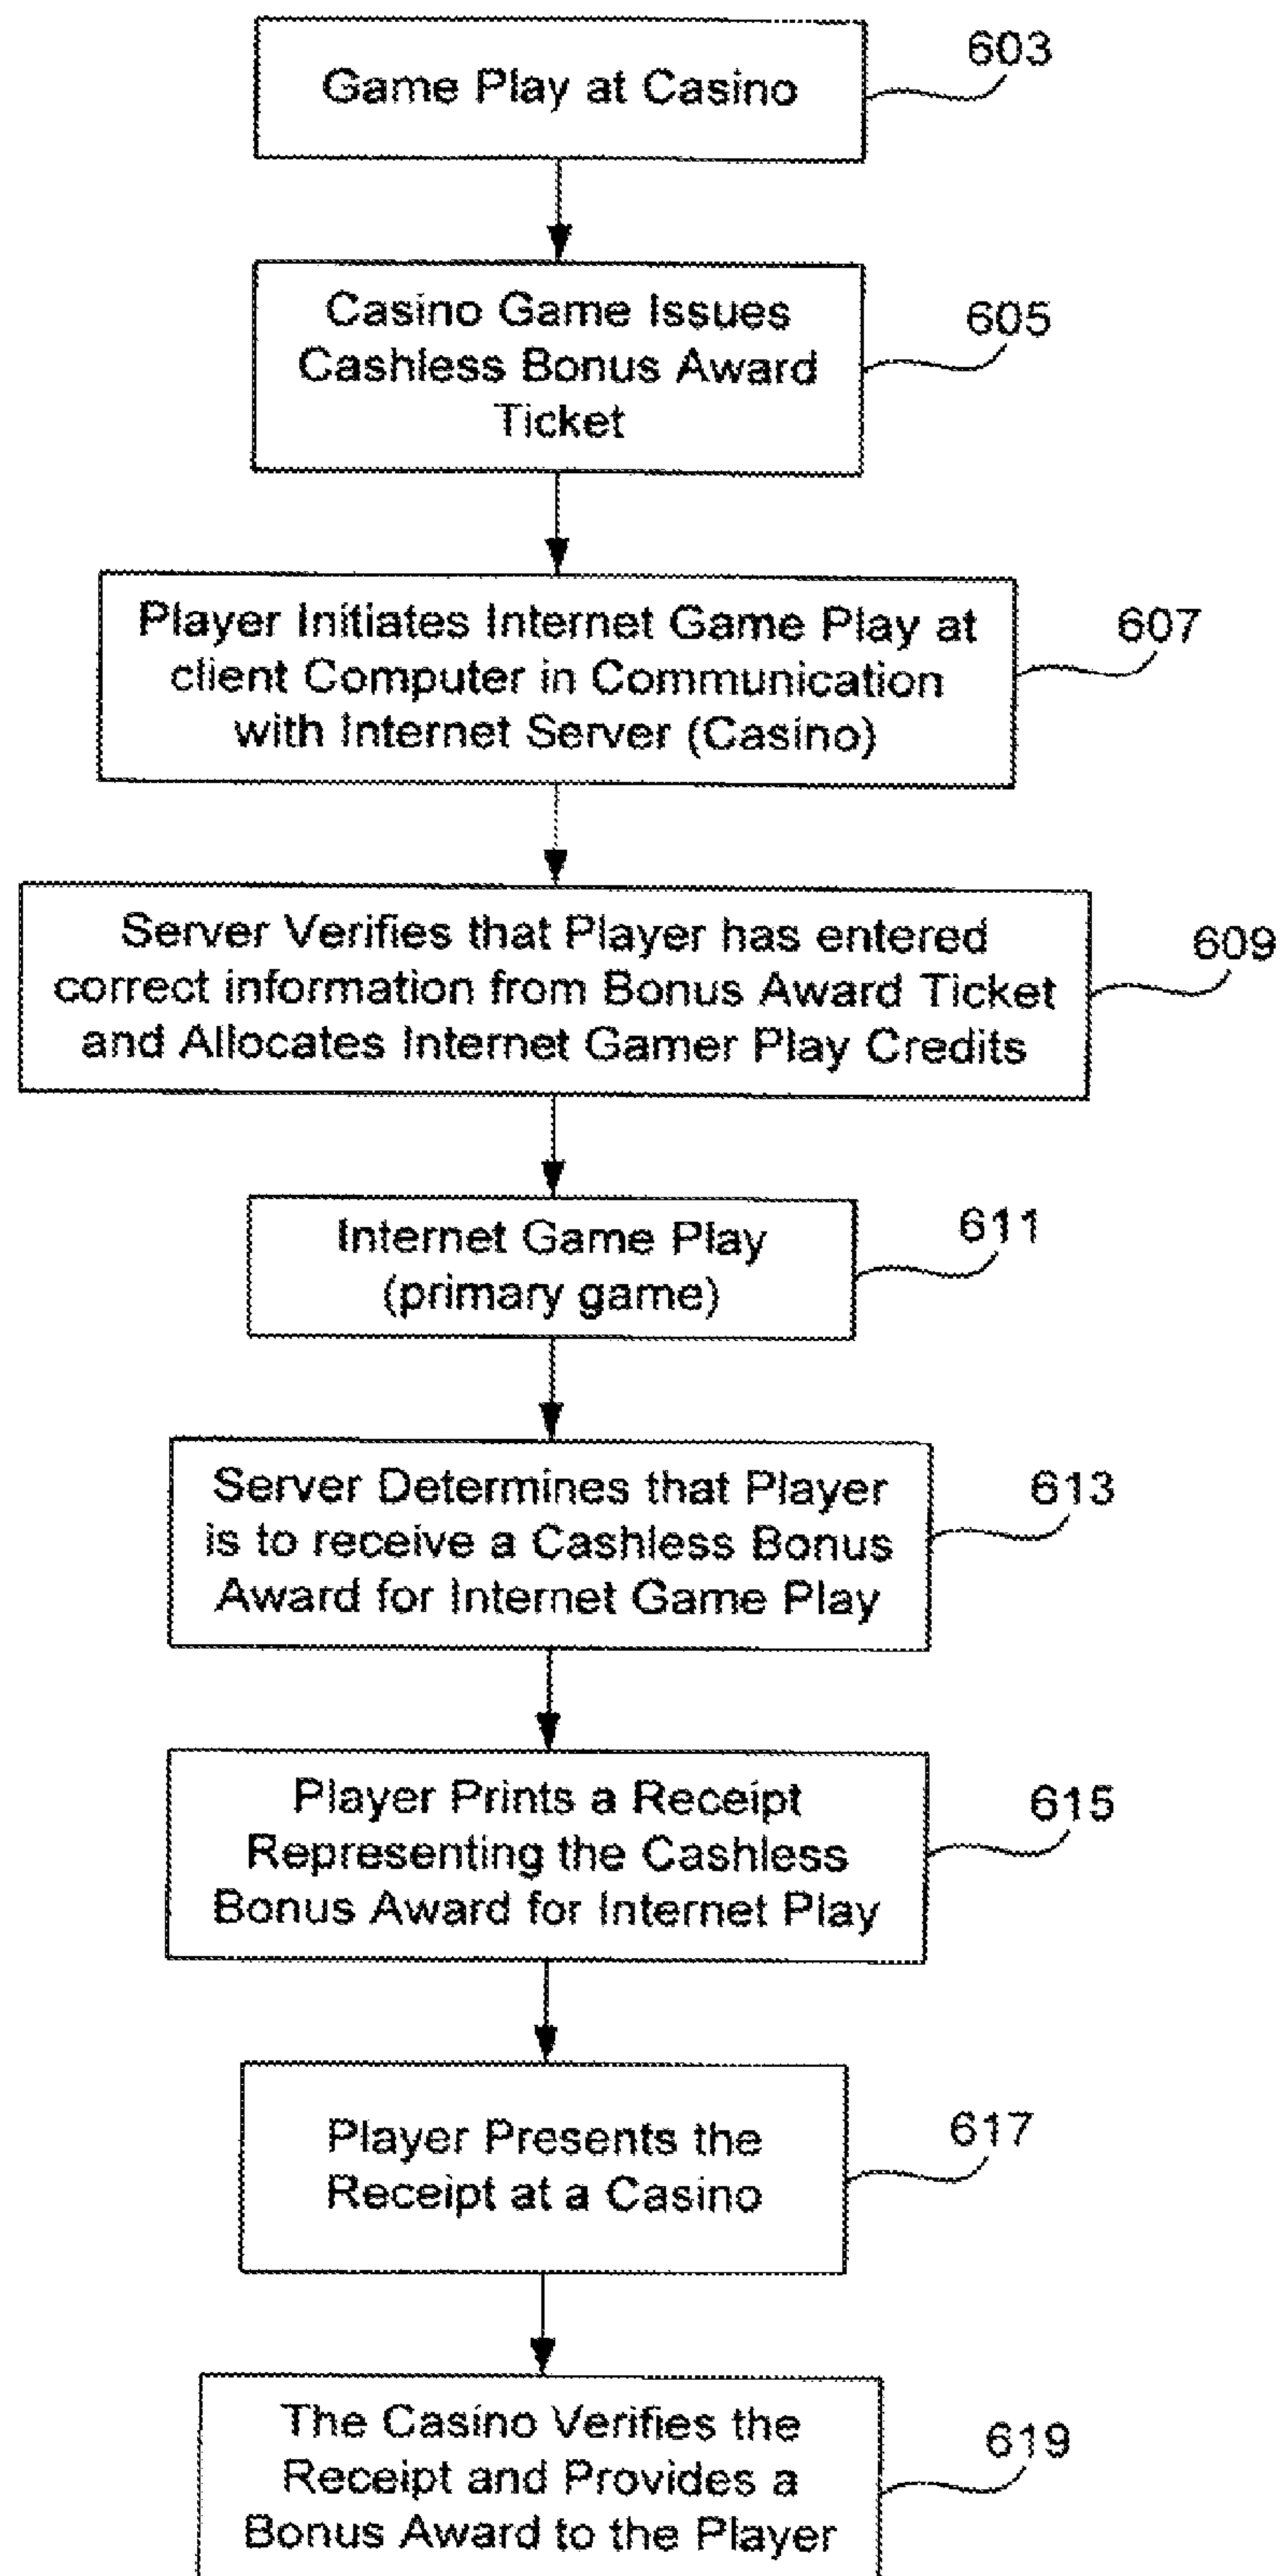 Game Play at Casino
603
Casino Game Issues
Cashless Bonus Award
Ticket
605
Player Initiates Internet Game Play at
client Computer in Communication
with Internet Server (Casino)
607
Server Verifies that Player has entered
correct information from Bonus Award Ticket
and Allocates Internet Gamer Play Credits
609
Internet Game Play
(primary game)
611
Server Determines that Player
is to receive a Cashless Bonus
Award for Internet Game Play
613
Player Prints a Receipt
Representing the Cashless
Bonus Award for Internet Play
615
Player Presents the
Receipt at a Casino
617
The Casino Verifies the
Receipt and Provides a
Bonus Award to the Player
619